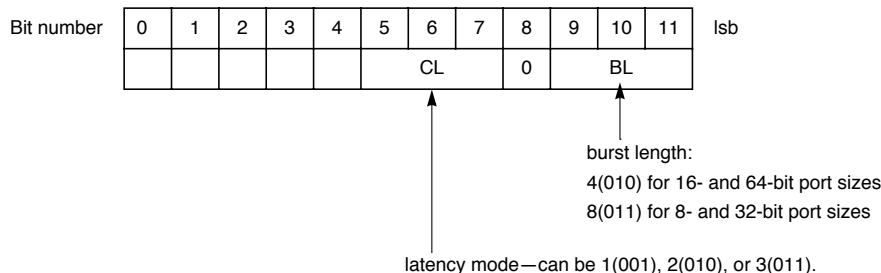 Bit number 0 1 2 3 4 5 6 7 8 9 10 11 lsb
CL 0 BL
burst length:
4(010) for 16- and 64-bit port sizes
8(011) for 8- and 32-bit port sizes
latency mode—can be 1(001), 2(010), or 3(011).